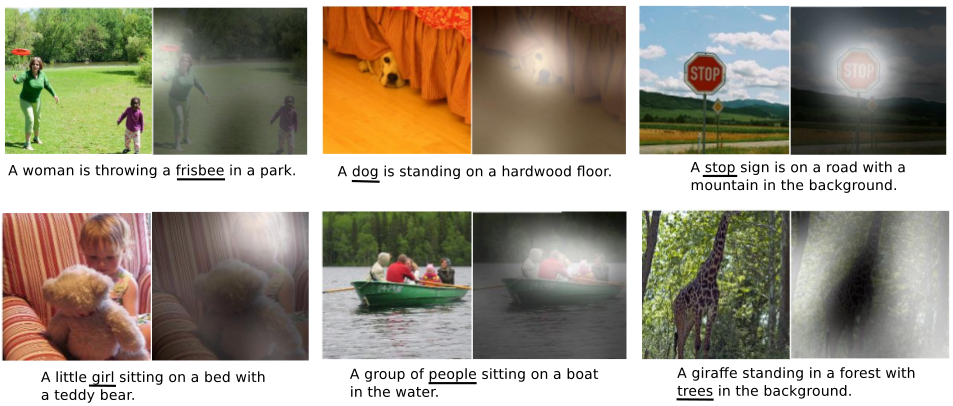 STOP
STOP
A woman is throwing a frisbee in a park.
A dog is standing on a hardwood floor.
A stop sign is on a road with a
mountain in the background.
A little girl sitting on a bed with
a teddy bear.
A group of people sitting on a boat
in the water.
A giraffe standing in a forest with
trees in the background.